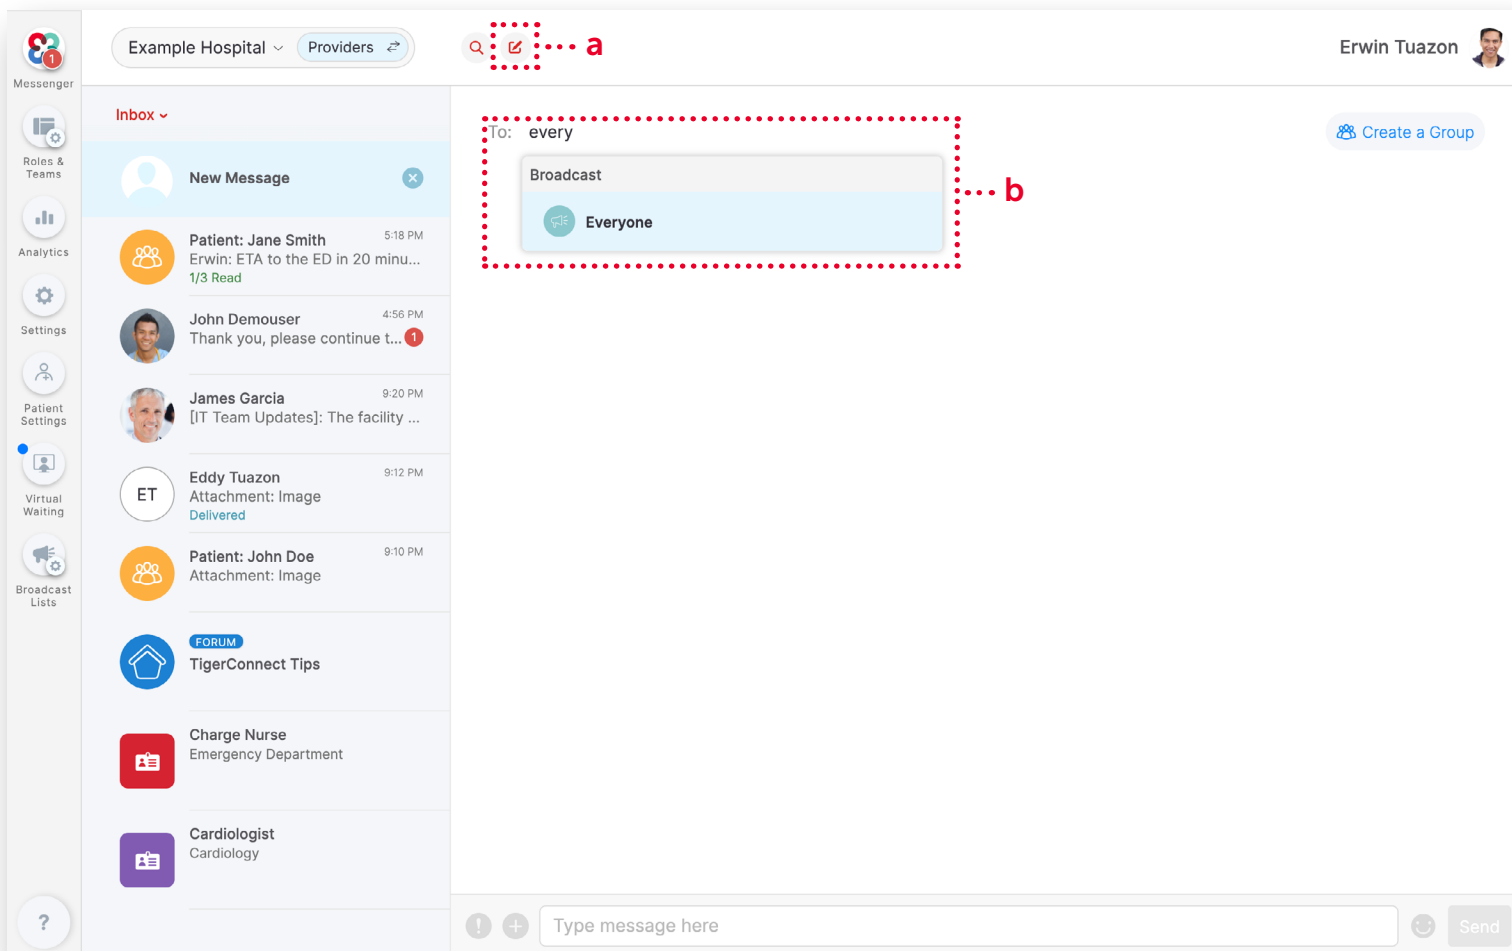 Example Hospital
Providers
a
Erwin Tuazon
1
Messenger
Roles &
Teams
Analytics
Settings
Patient
Settings
Virtual
Waiting
Broadcast
Lists
?
Inbox
New Message
Patient: Jane Smith
5:18 PM
Erwin: ETA to the ED in 20 minu...
1/3 Read
John Demouser
4:56 PM
Thank you, please continue t...
1
James Garcia
9:20 PM
[IT Team Updates]: The facility ...
ET
Eddy Tuazon
9:12 PM
Attachment: Image
Delivered
Patient: John Doe
9:10 PM
Attachment: Image
FORUM
TigerConnect Tips
Charge Nurse
Emergency Department
Cardiologist
Cardiology
To: every
Create a Group
Broadcast
Everyone
b
Type message here
Send